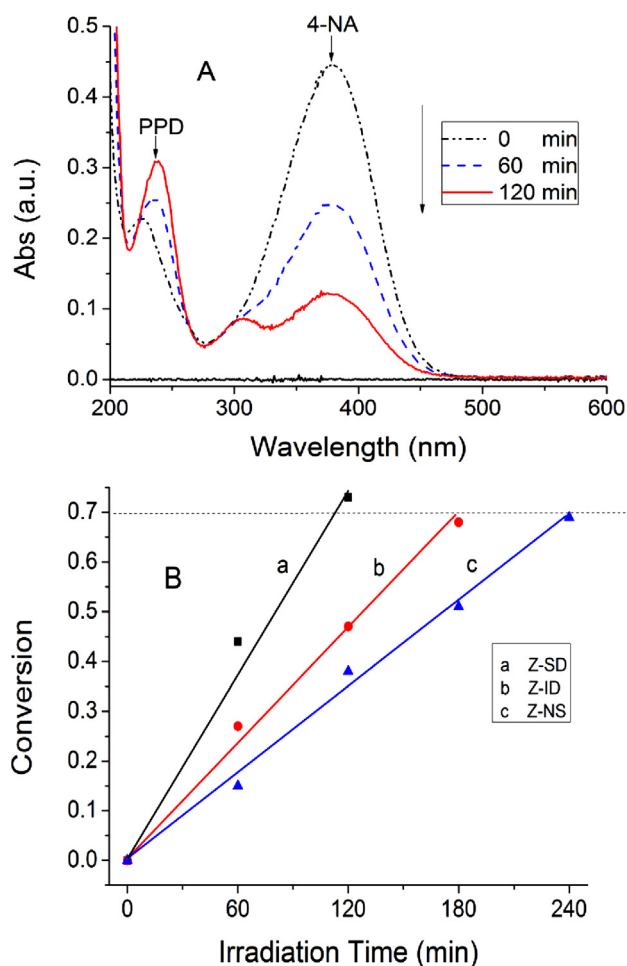 0.5
4-NA
A
0.4
PPD
0 min
60 min
120 min
0.3
Abs (a.u.)
0.2
0.1
0.0
200 300 400 500 600
Wavelength (nm)
0.7
B
a
b
c
0.6
0.5
a Z-SD
b Z-ID
c Z-NS
0.4
Conversion
0.3
0.2
0.1
0.0
0 60 120 180 240
Irradiation Time (min)